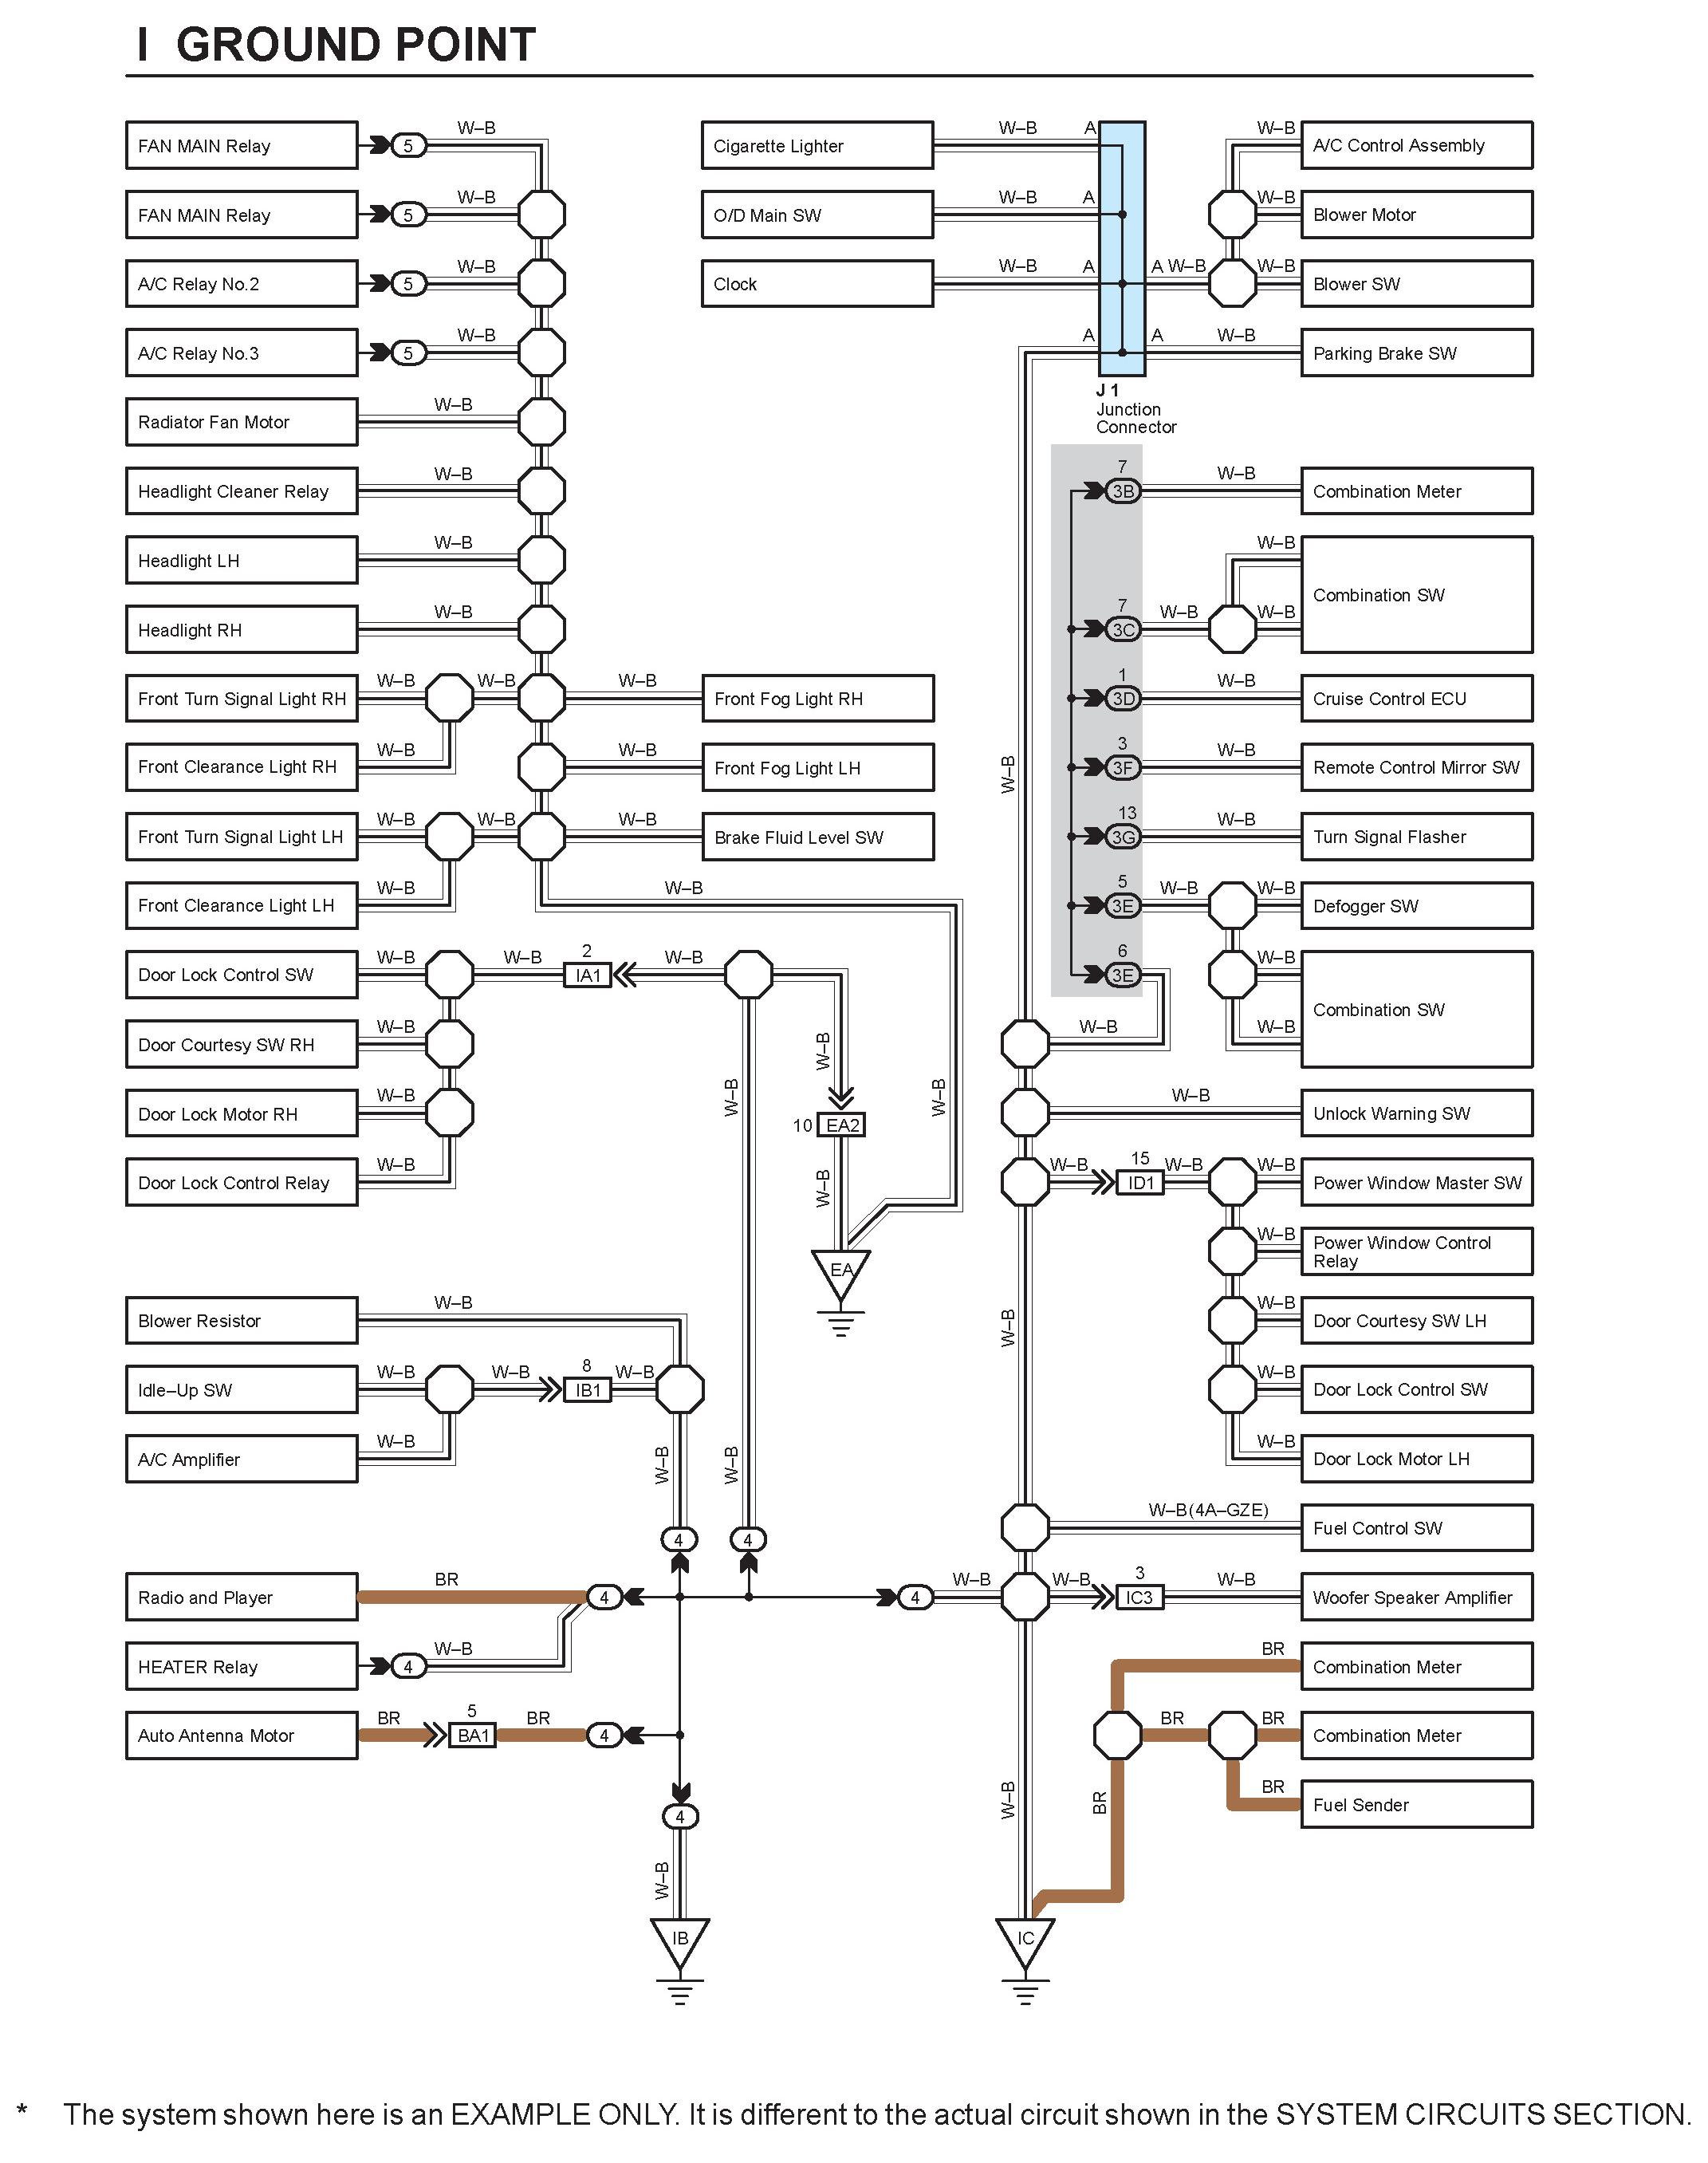 I GROUND POINT
W–B
FAN MAIN Relay
5
W–B
FAN MAIN Relay
5
W–B
A/C Relay No.2
5
W–B
A/C Relay No.3
5
W–B
Radiator Fan Motor
W–B
Headlight Cleaner Relay
W–B
Headlight LH
W–B
Headlight RH
W–B W–B W–B
Front Turn Signal Light RH
Front Fog Light RH
W–B W–B
Front Clearance Light RH
Front Fog Light LH
W–B W–B W–B
Front Turn Signal Light LH
Brake Fluid Level SW
W–B W–B
Front Clearance Light LH
W–B W–B 2 W–B
Door Lock Control SW
IA1
W–B
Door Courtesy SW RH
W–B
Door Lock Motor RH
W–B
Door Lock Control Relay
W–B
W–B
W–B
10 EA2
W–B
EA
W–B
Blower Resistor
W–B W–B 8 W–B
Idle–Up SW
IB1
W–B
A/C Amplifier
W–B
W–B
4
4
BR
Radio and Player
4
4
W–B
W–B
HEATER Relay
4
BR 5 BR
Auto Antenna Motor
BA1
4
4
W–B
IB
W–B A
Cigarette Lighter
W–B A
O/D Main SW
W–B A
Clock
A W–B
W–B
A/C Control Assembly
W–B
Blower Motor
W–B
Blower SW
A
A W–B
Parking Brake SW
J 1
Junction
Connector
7 W–B
3B
Combination Meter
W–B
7 W–B W–B
3C
Combination SW
1 W–B
3D
Cruise Control ECU
3 W–B
3F
Remote Control Mirror SW
W–B
13 W–B
3G
Turn Signal Flasher
5 W–B W–B
3E
Defogger SW
6 W–B
3E
W–B W–B
Combination SW
W–B
Unlock Warning SW
W–B 15 W–B W–B
ID1
Power Window Master SW
W–B
Power Window Control
Relay
W–B
W–B
Door Courtesy SW LH
W–B
Door Lock Control SW
W–B
Door Lock Motor LH
W–B(4A–GZE)
Fuel Control SW
W–B 3 W–B
IC3
Woofer Speaker Amplifier
BR
Combination Meter
BR BR
Combination Meter
BR
Fuel Sender
W–B
BR
IC
* The system shown here is an EXAMPLE ONLY. It is different to the actual circuit shown in the SYSTEM CIRCUITS SECTION.